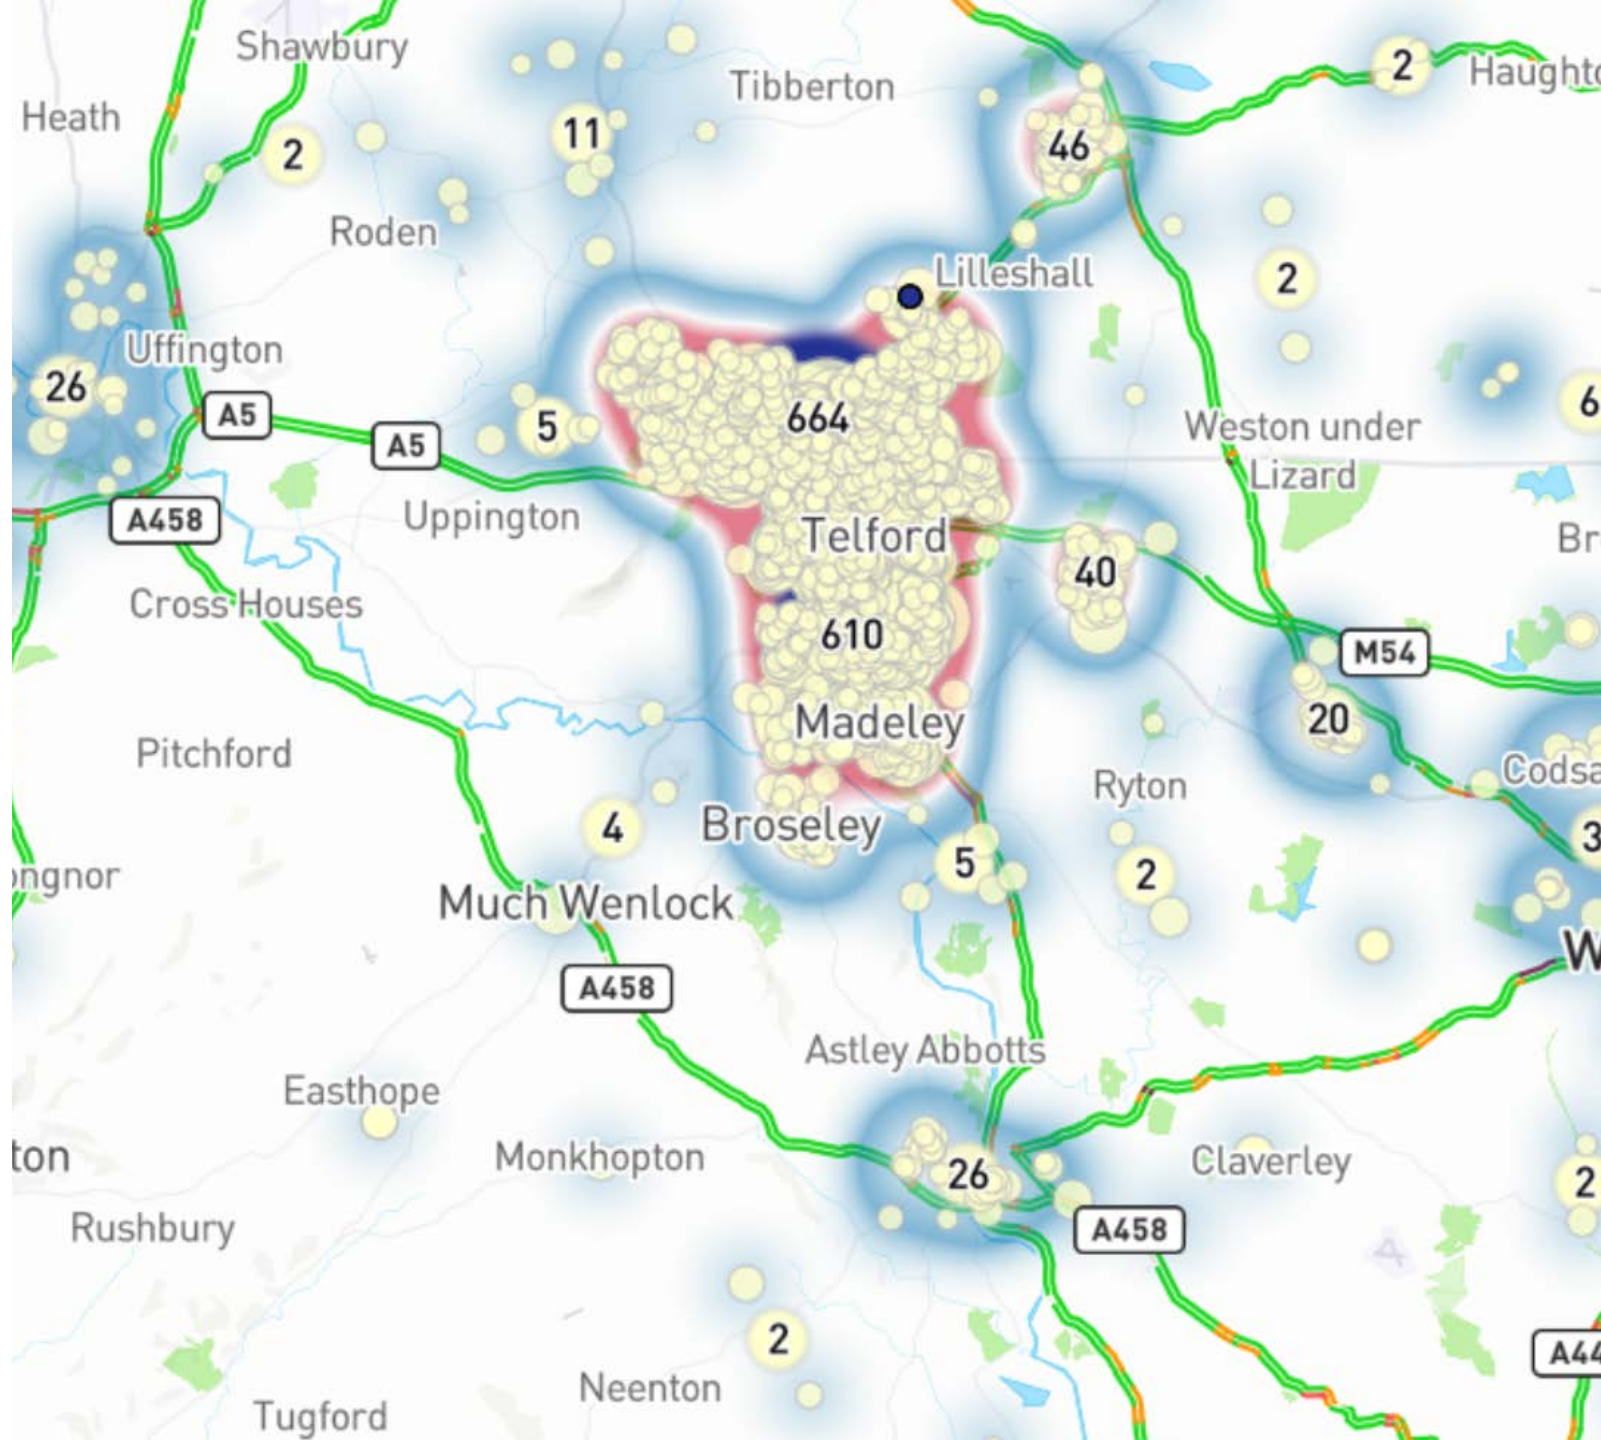 Shawbury
2
Haughto
Tibberton
Heath
11
2
46
Roden
Lilleshall
2
Uffington
26
6
A5
5
664
Weston under
Lizard
A5
A458
Uppington
Telford
Br
40
Cross Houses
610
M54
20
Madeley
Pitchford
Codsa
Ryton
4
Broseley
3
5
2
ongnor
Much Wenlock
W
A458
Astley Abbotts
Easthope
ton
Monkhopton
26
Claverley
2
Rushbury
A458
2
A44
Neenton
Tugford